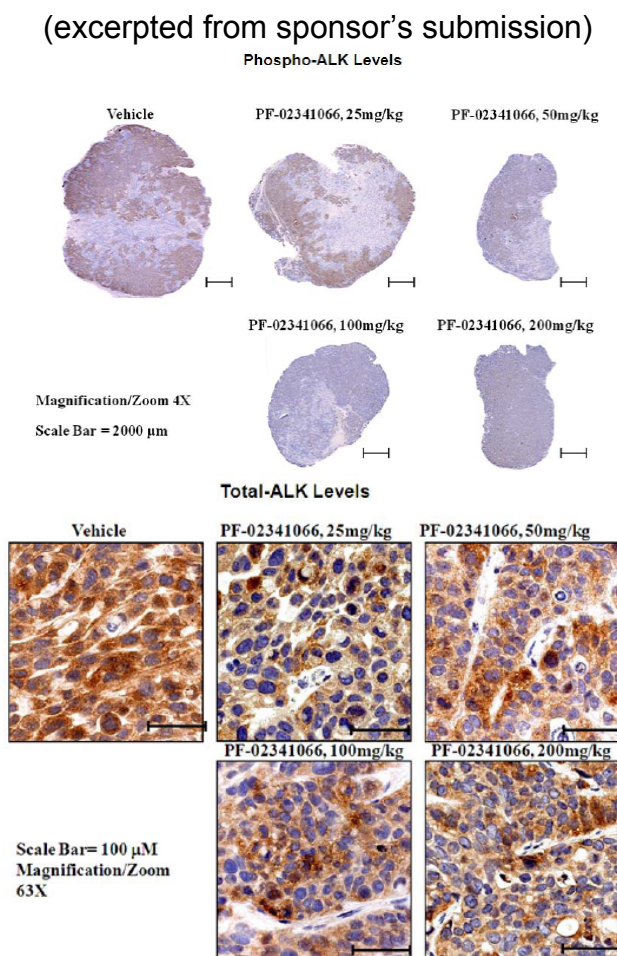 (excerpted from sponsor's submission)
Phospho-ALK Levels
Vehicle
PF-02341066, 25mg/kg
PF-02341066, 50mg/kg
PF-02341066, 100mg/kg
PF-02341066, 200mg/kg
Magnification/Zoom 4X
Scale Bar = 2000 µm
Total-ALK Levels
Vehicle
PF-02341066, 25mg/kg
PF-02341066, 50mg/kg
PF-02341066, 100mg/kg
PF-02341066, 200mg/kg
Scale Bar= 100 µM
Magnification/Zoom
63X